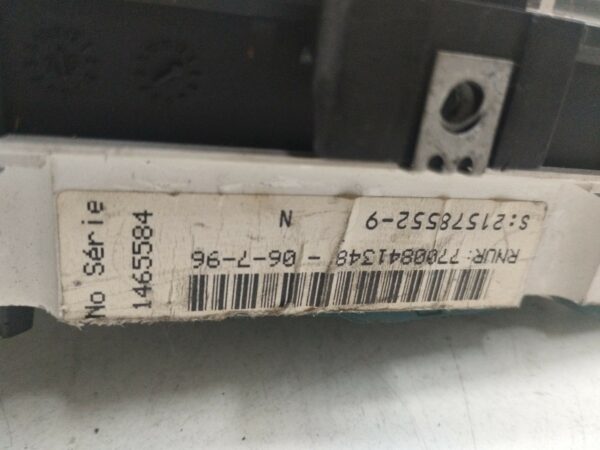 S:21578552-9 N
RNUR: 7700841348 - 06-7-96
No Série
1465584